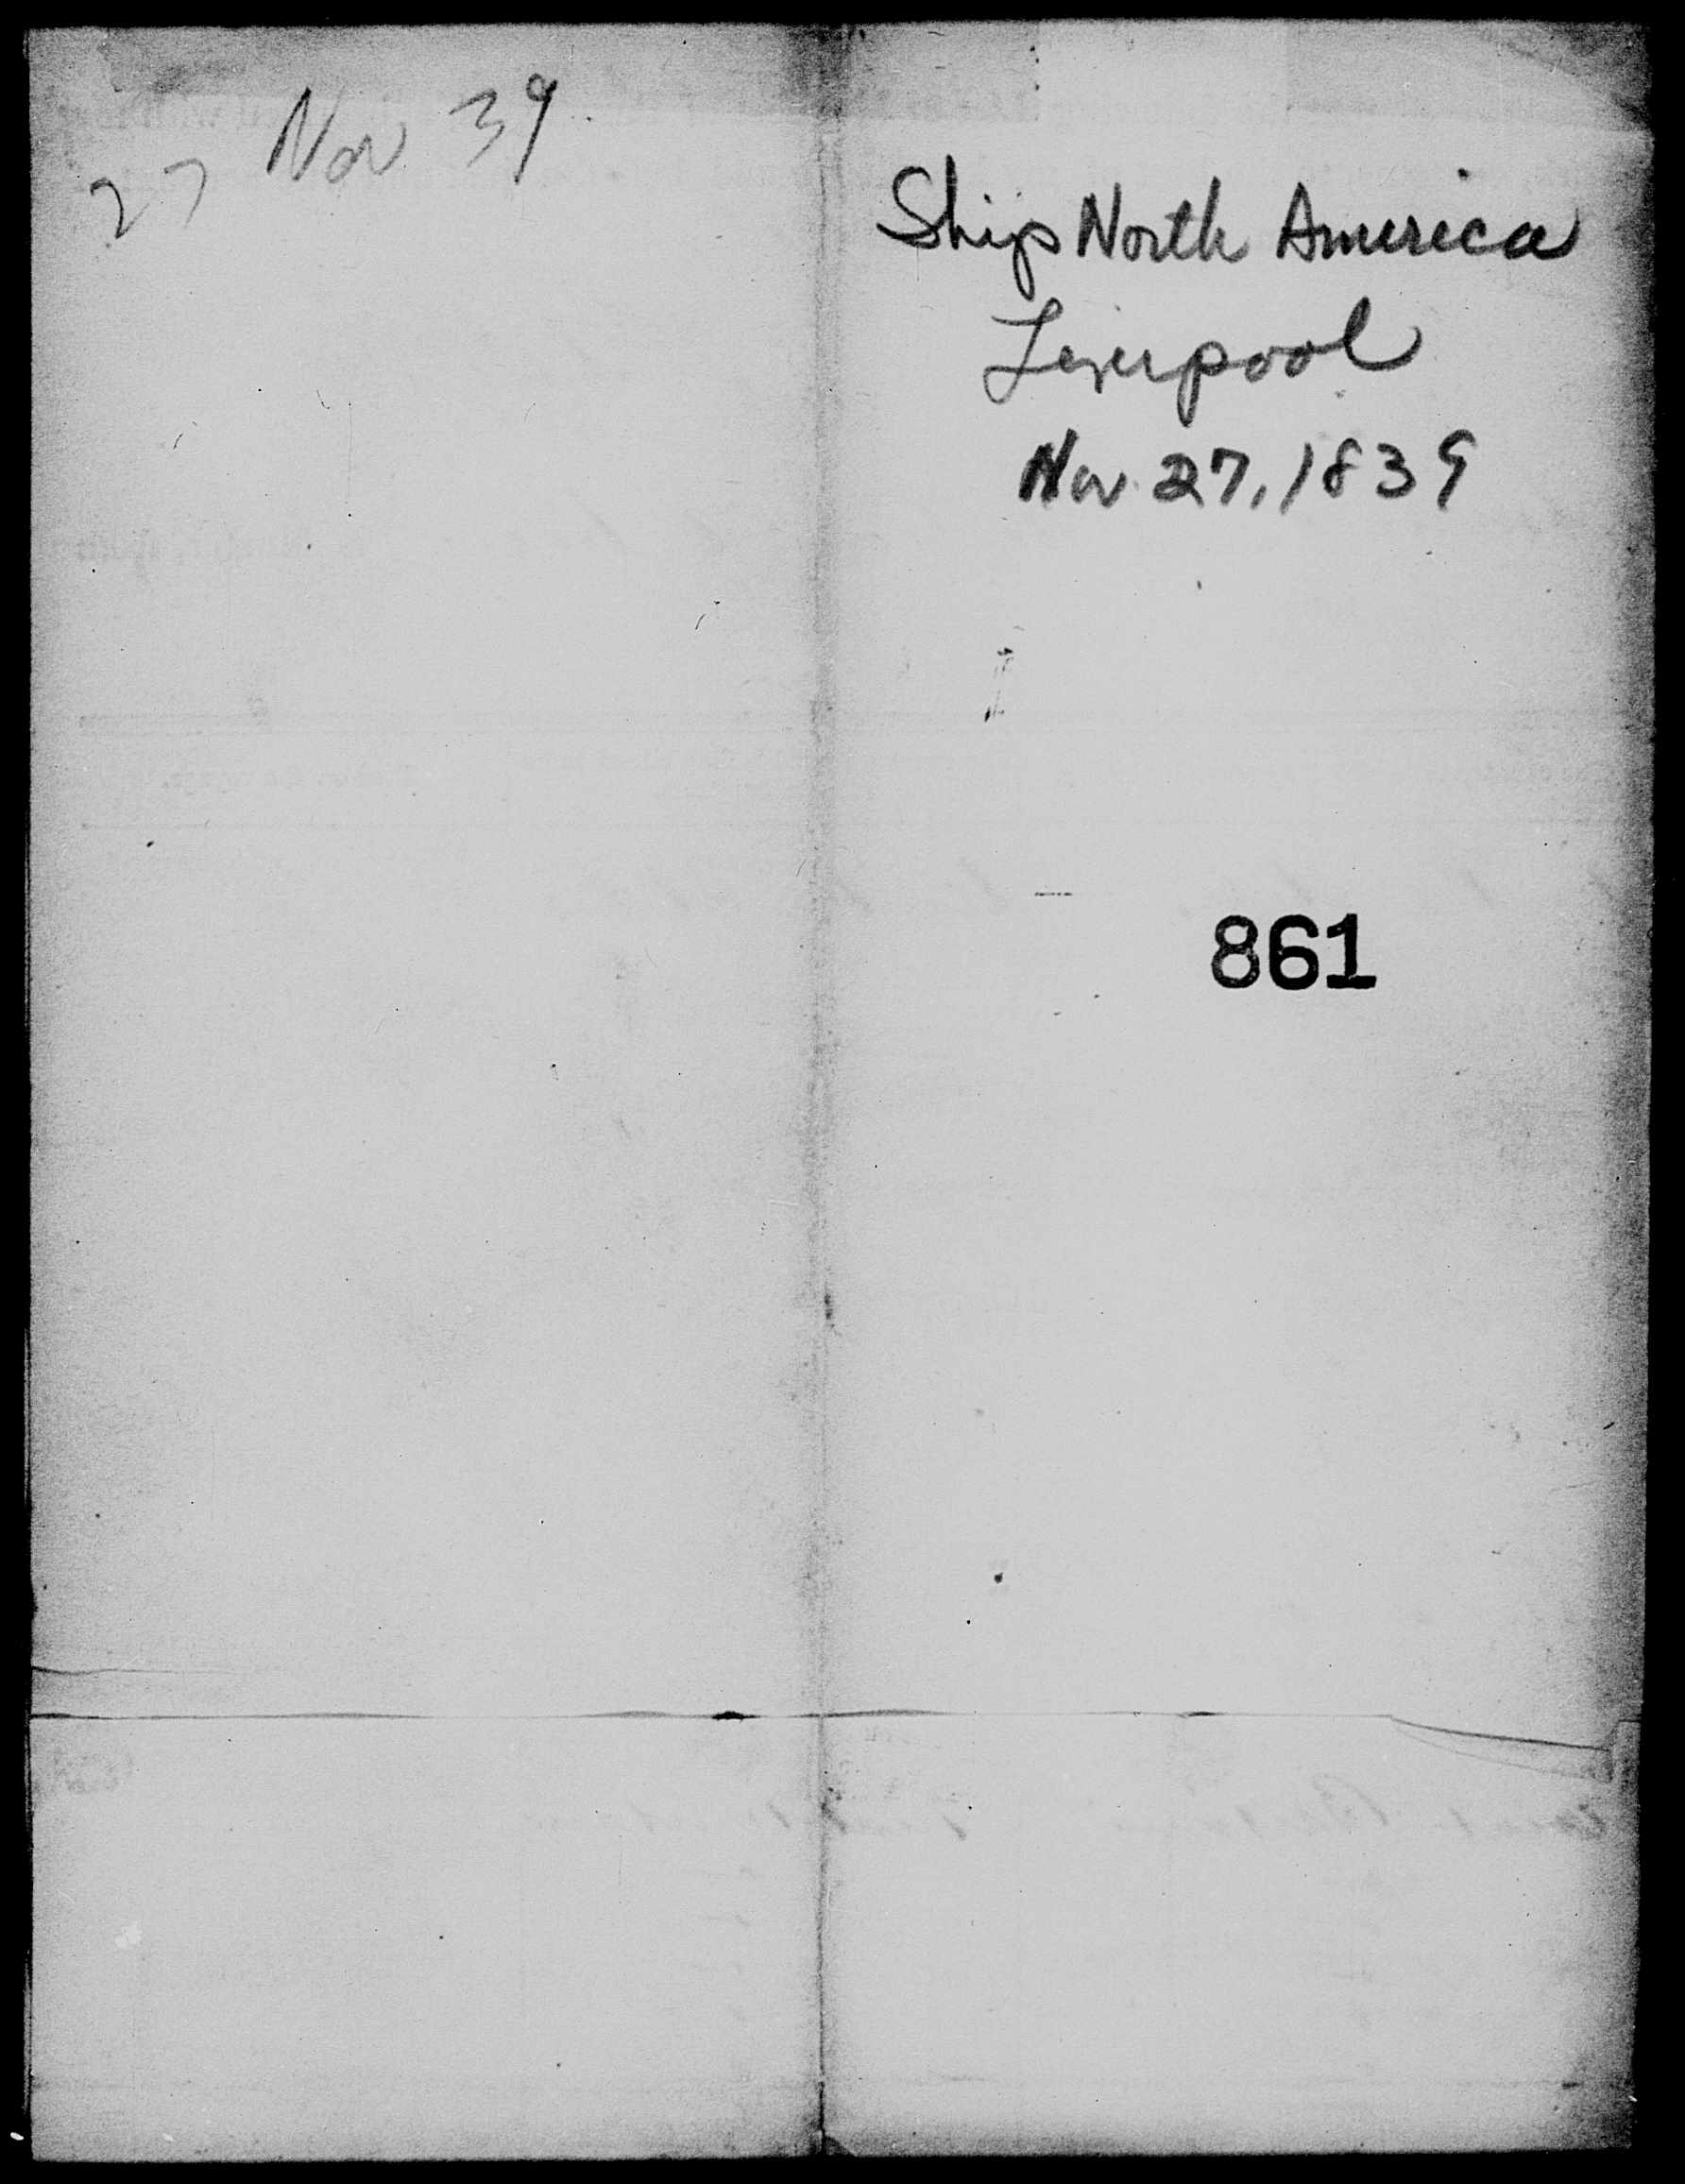 27 Nov 39
Ship North America
Liverpool
Nov 27, 1839
861